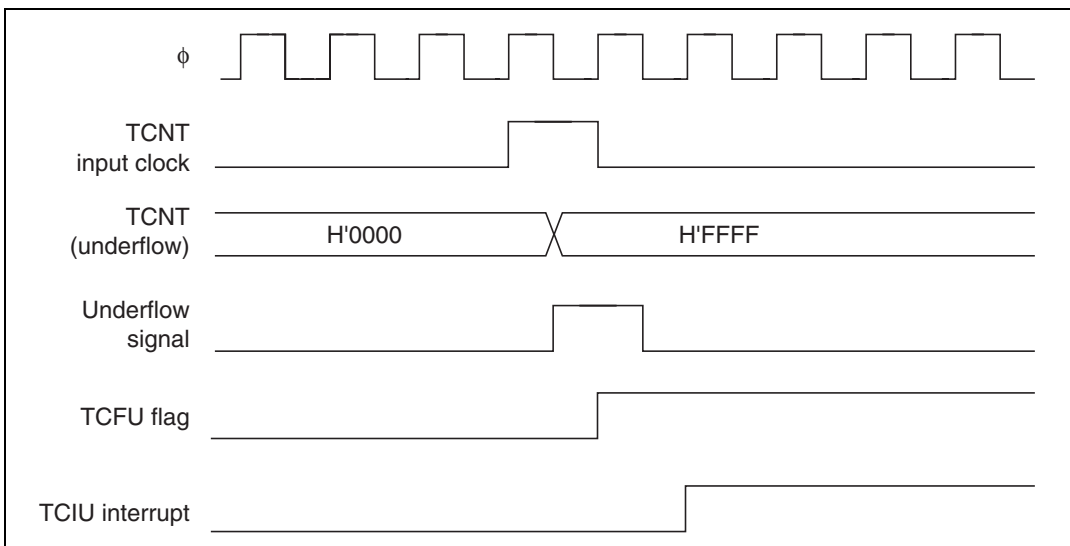 ϕ
TCNT
input clock
TCNT
(underflow)
H'0000
H'FFFF
Underflow
signal
TCFU flag
TCIU interrupt